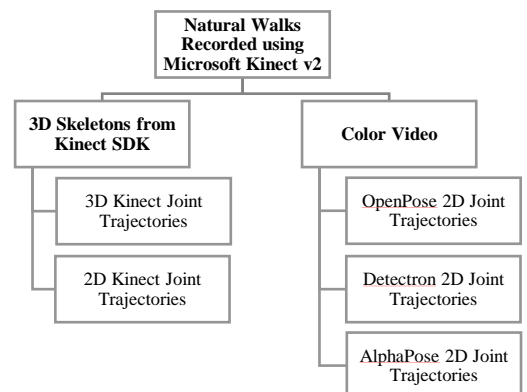 Natural Walks
Recorded using
Microsoft Kinect v2
3D Skeletons from
Kinect SDK
3D Kinect Joint
Trajectories
2D Kinect Joint
Trajectories
Color Video
OpenPose 2D Joint
Trajectories
Detectron 2D Joint
Trajectories
AlphaPose 2D Joint
Trajectories